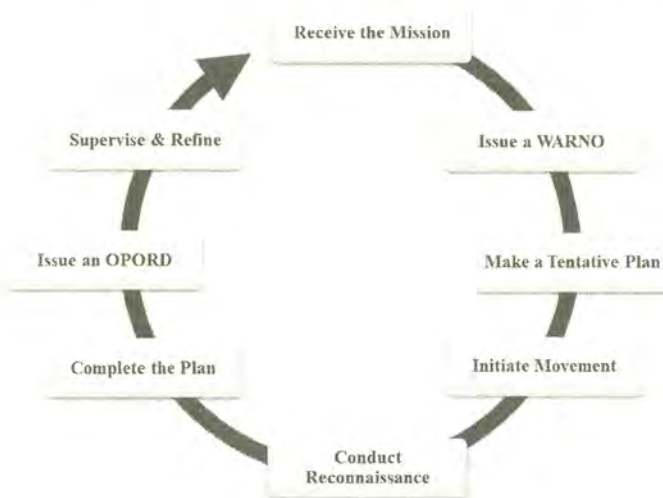 Receive the Mission
Issue a WARNO
Make a Tentative Plan
Initiate Movement
Conduct
Reconnaissance
Complete the Plan
Issue an OPORD
Supervise & Refine